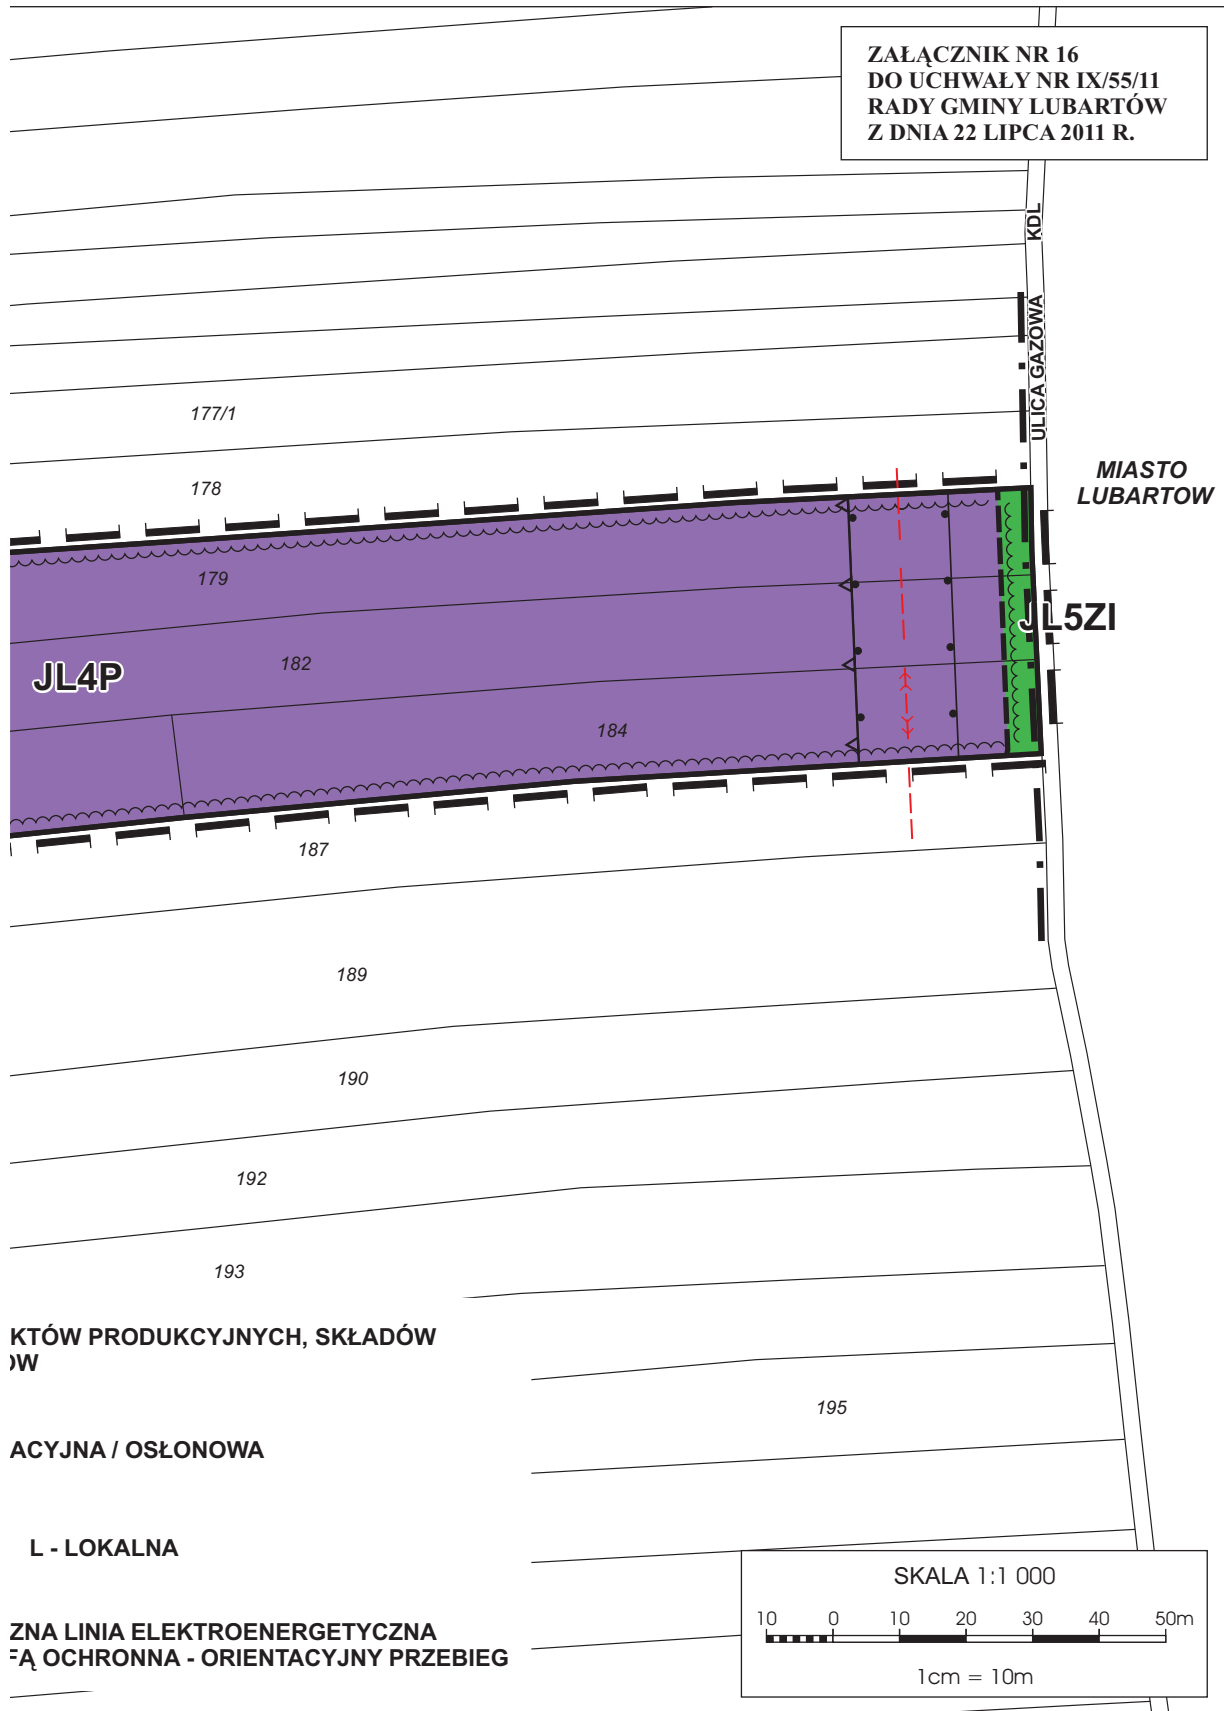 ZAŁĄCZNIK NR 16
DO UCHWAŁY NR IX/55/11
RADY GMINY LUBARTÓW
Z DNIA 22 LIPCA 2011 R.
KDL
ULICA GAZOWA
177/1
MIASTO
LUBARTOW
178
179
JL5ZI
182
JL4P
184
187
189
190
192
193
KTÓW PRODUKCYJNYCH, SKŁADÓW
ÓW
195
ACYJNA / OSŁONOWA
L - LOKALNA
SKALA 1:1 000
10 0 10 20 30 40 50m
1cm = 10m
ZNA LINIA ELEKTROENERGETYCZNA
FĄ OCHRONNA - ORIENTACYJNY PRZEBIEG